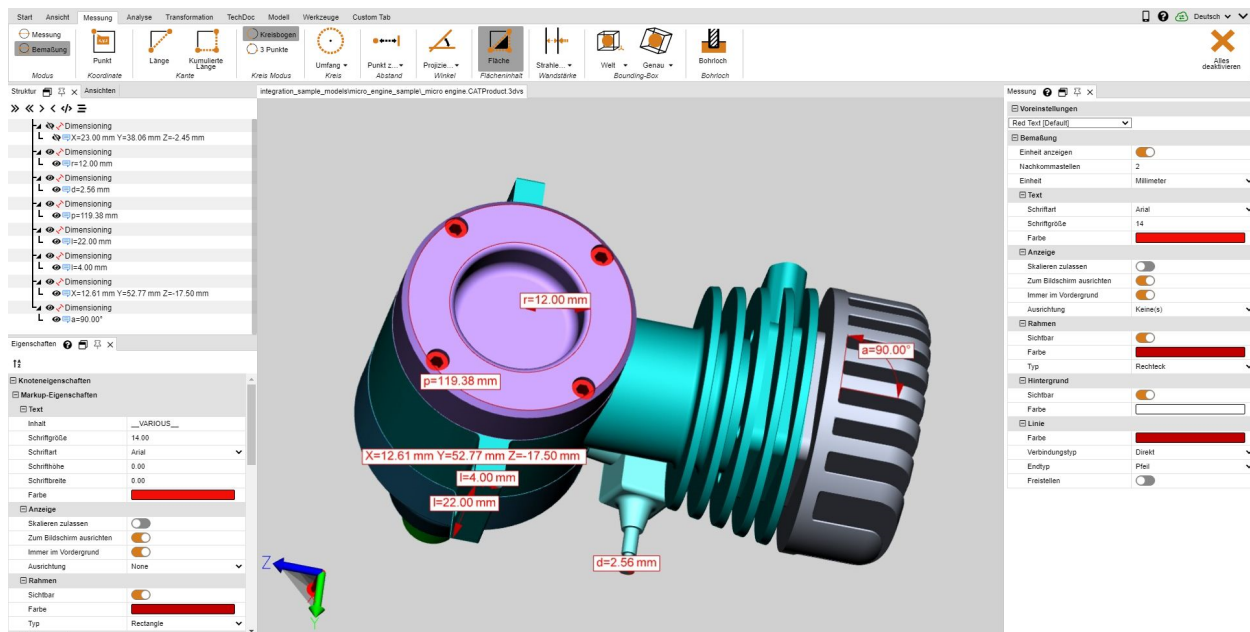 Start Ansicht Messung Analyse Transformation TechDoc Modell Werkzeuge Custom Tab Deutsch
Messung
Bemaßung
Modus
Punkt
Koordinate
Länge
Kumulierte Länge
Kante
Kreisbogen
3 Punkte
Kreis Modus
Umfang
Kreis
Punkt z...
Abstand
Projizie...
Winkel
Fläche
Flächeninhalt
Strahle...
Wandstärke
Welt
Genau
Bounding-Box
Bohrloch
Bohrloch
Alles deaktivieren
Struktur Ansichten
Dimensioning
X=23.00 mm Y=38.06 mm Z=-2.45 mm
Dimensioning
r=12.00 mm
Dimensioning
d=2.56 mm
Dimensioning
p=119.38 mm
Dimensioning
l=22.00 mm
Dimensioning
l=4.00 mm
Dimensioning
X=12.61 mm Y=52.77 mm Z=-17.50 mm
Dimensioning
a=90.00°
Eigenschaften
Knoteneigenschaften
Markup-Eigenschaften
Text
Inhalt __VARIOUS__
Schriftgröße 14.00
Schriftart Arial
Schrifthöhe 0.00
Schriftbreite 0.00
Farbe
Anzeige
Skalieren zulassen
Zum Bildschirm ausrichten
Immer im Vordergrund
Ausrichtung None
Rahmen
Sichtbar
Farbe
Typ Rectangle
integration_sample_models\micro_engine_sample\_micro engine.CATProduct.3dvs
r=12.00 mm
a=90.00°
p=119.38 mm
X=12.61 mm Y=52.77 mm Z=-17.50 mm
l=4.00 mm
l=22.00 mm
d=2.56 mm
Z
Y
Messung
Voreinstellungen
Red Text [Default]
Bemaßung
Einheit anzeigen
Nachkommastellen 2
Einheit Millimeter
Text
Schriftart Arial
Schriftgröße 14
Farbe
Anzeige
Skalieren zulassen
Zum Bildschirm ausrichten
Immer im Vordergrund
Ausrichtung Keine(s)
Rahmen
Sichtbar
Farbe
Typ Rechteck
Hintergrund
Sichtbar
Farbe
Linie
Farbe
Verbindungstyp Direkt
Endtyp Pfeil
Freistellen